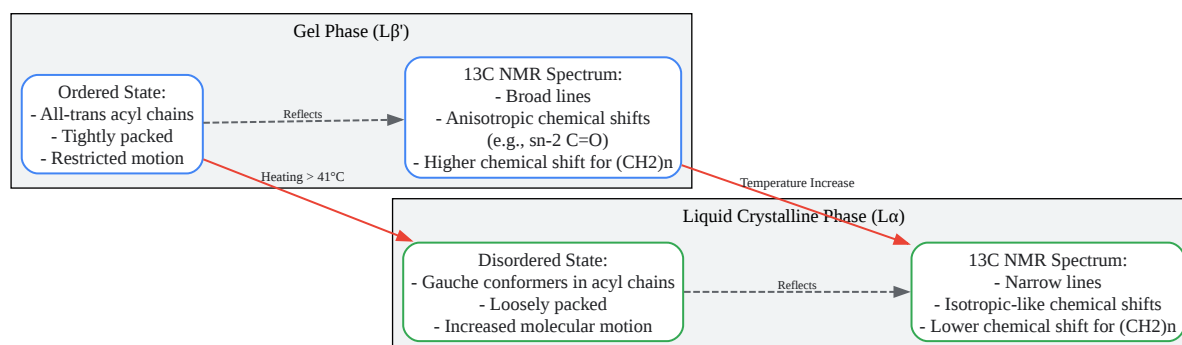 Gel Phase (Lβ')
Ordered State:
- All-trans acyl chains
- Tightly packed
- Restricted motion
Reflects
13C NMR Spectrum:
- Broad lines
- Anisotropic chemical shifts
(e.g., sn-2 C=O)
- Higher chemical shift for (CH2)n
Heating > 41°C
Temperature Increase
Liquid Crystalline Phase (Lα)
Disordered State:
- Gauche conformers in acyl chains
- Loosely packed
- Increased molecular motion
Reflects
13C NMR Spectrum:
- Narrow lines
- Isotropic-like chemical shifts
- Lower chemical shift for (CH2)n